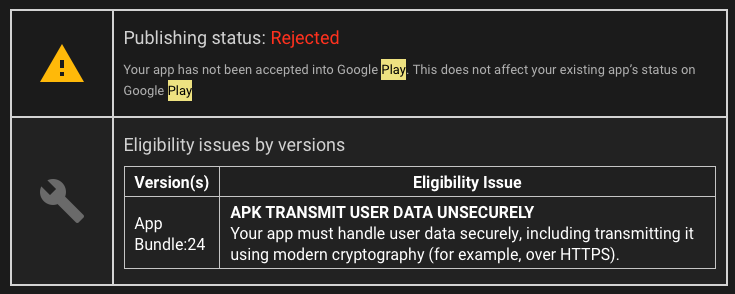 Publishing status: Rejected
Your app has not been accepted into Google Play. This does not affect your existing app's status on
Google Play
Eligibility issues by versions
Version(s) Eligibility Issue
App
Bundle:24
APK TRANSMIT USER DATA UNSECURELY
Your app must handle user data securely, including transmitting it
using modern cryptography (for example, over HTTPS).